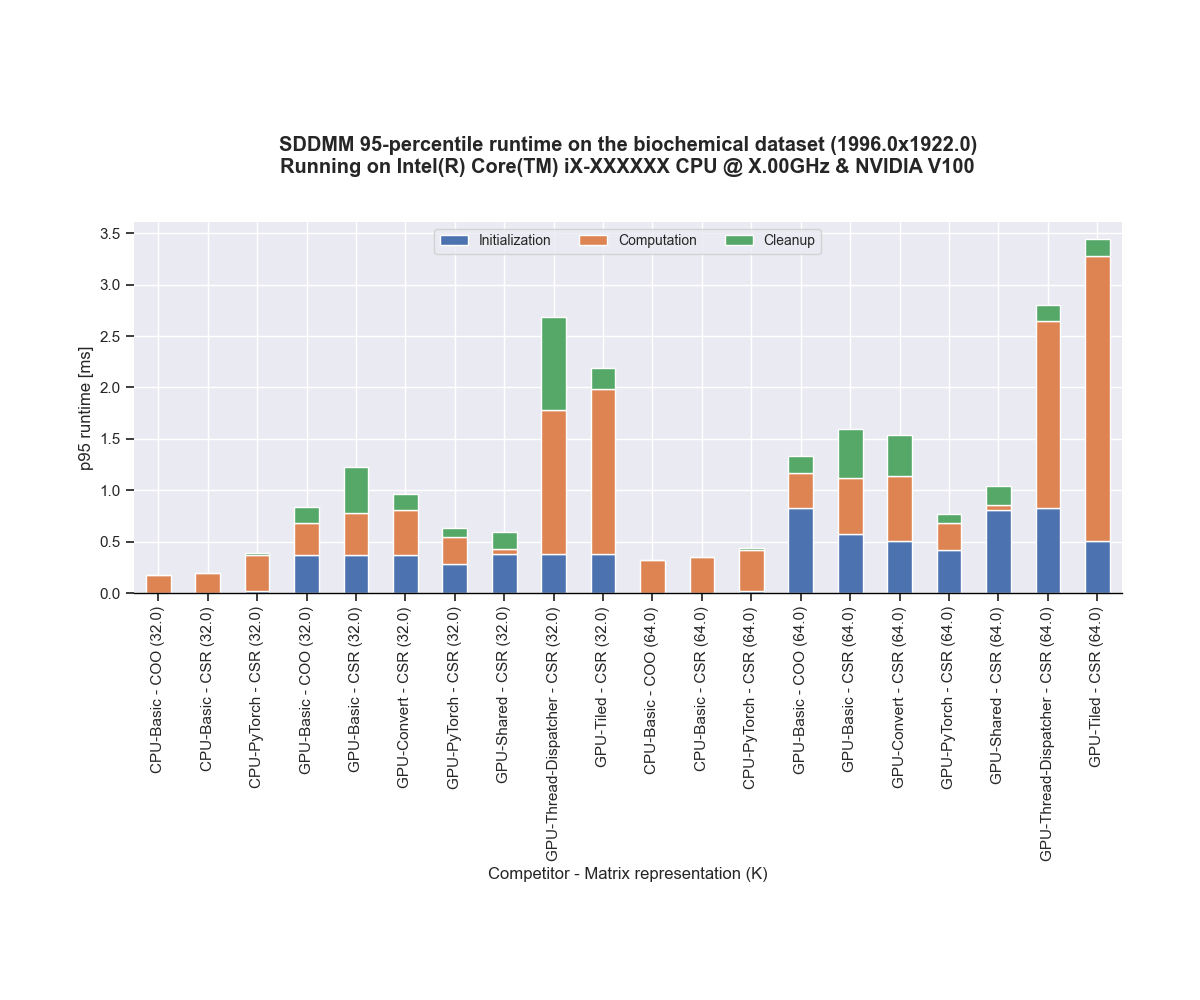 SDDMM 95-percentile runtime on the biochemical dataset (1996.0x1922.0)
Running on Intel(R) Core(TM) iX-XXXXXX CPU @ X.00GHz & NVIDIA V100
Initialization
Computation
Cleanup
p95 runtime [ms]
3.5
3.0
2.5
2.0
1.5
1.0
0.5
0.0
CPU-Basic - COO (32.0)
CPU-Basic - CSR (32.0)
CPU-PyTorch - CSR (32.0)
GPU-Basic - COO (32.0)
GPU-Basic - CSR (32.0)
GPU-Convert - CSR (32.0)
GPU-PyTorch - CSR (32.0)
GPU-Shared - CSR (32.0)
GPU-Thread-Dispatcher - CSR (32.0)
GPU-Tiled - CSR (32.0)
CPU-Basic - COO (64.0)
CPU-Basic - CSR (64.0)
CPU-PyTorch - CSR (64.0)
GPU-Basic - COO (64.0)
GPU-Basic - CSR (64.0)
GPU-Convert - CSR (64.0)
GPU-PyTorch - CSR (64.0)
GPU-Shared - CSR (64.0)
GPU-Thread-Dispatcher - CSR (64.0)
GPU-Tiled - CSR (64.0)
Competitor - Matrix representation (K)